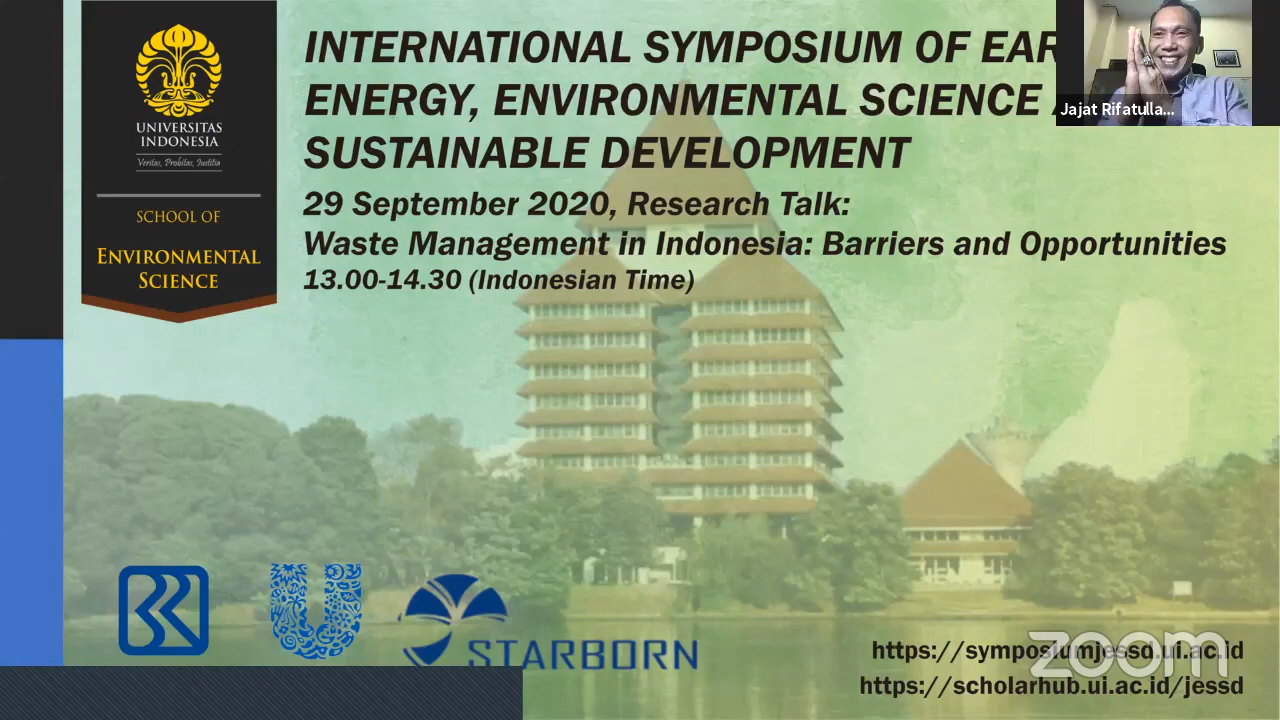 UNIVERSITAS
INDONESIA
Veritas, Probitas, Justitia
SCHOOL OF
ENVIRONMENTAL
SCIENCE
INTERNATIONAL SYMPOSIUM OF EAR
ENERGY, ENVIRONMENTAL SCIENCE
SUSTAINABLE DEVELOPMENT
29 September 2020, Research Talk:
Waste Management in Indonesia: Barriers and Opportunities
13.00-14.30 (Indonesian Time)
Jajat Rifatulla...
STARBORN
https://symposiumjessd.ui.ac.id
https://scholarhub.ui.ac.id/jessd
zoom